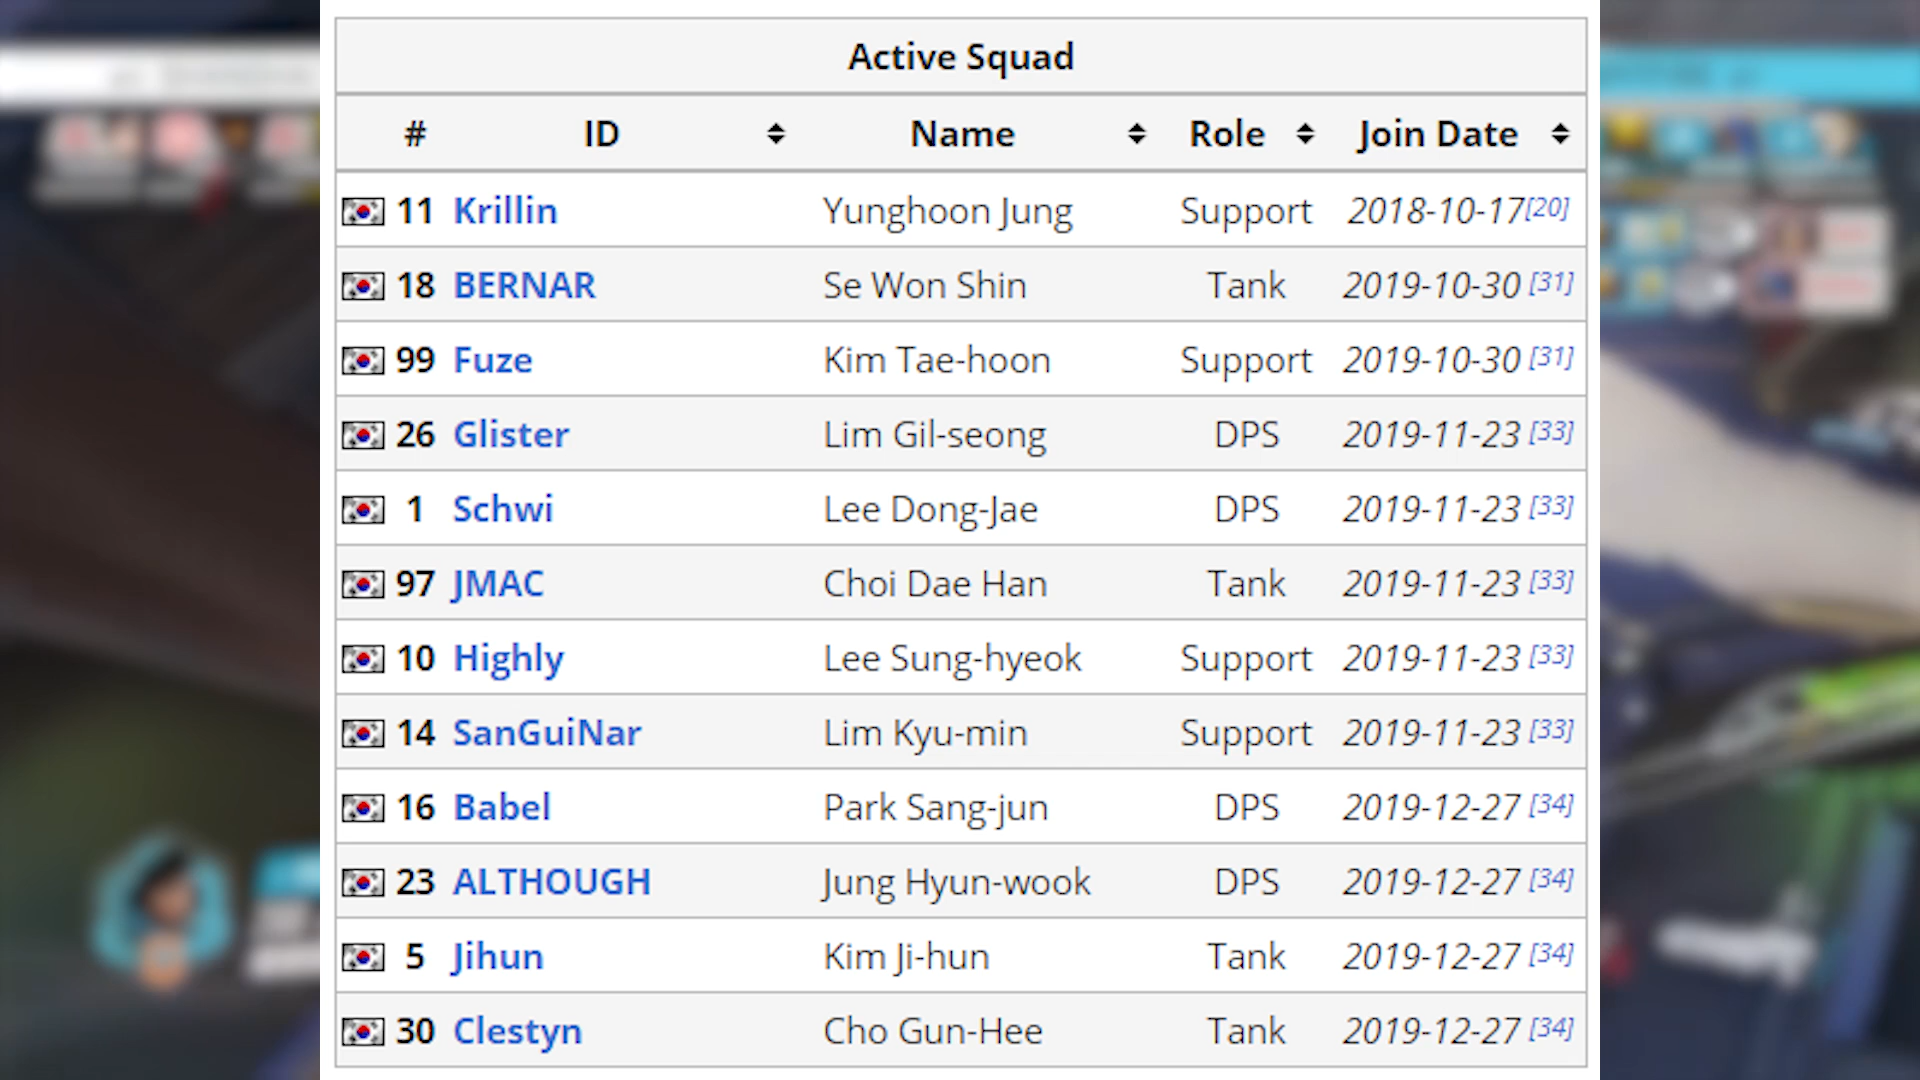 Active Squad
# ID Name Role Join Date
11 Krillin Yunghoon Jung Support 2018-10-17[20]
18 BERNAR Se Won Shin Tank 2019-10-30 [31]
99 Fuze Kim Tae-hoon Support 2019-10-30 [31]
26 Glister Lim Gil-seong DPS 2019-11-23 [33]
1 Schwi Lee Dong-Jae DPS 2019-11-23 [33]
97 JMAC Choi Dae Han Tank 2019-11-23 [33]
10 Highly Lee Sung-hyeok Support 2019-11-23 [33]
14 SanGuiNar Lim Kyu-min Support 2019-11-23 [33]
16 Babel Park Sang-jun DPS 2019-12-27 [34]
23 ALTHOUGH Jung Hyun-wook DPS 2019-12-27 [34]
5 Jihun Kim Ji-hun Tank 2019-12-27 [34]
30 Clestyn Cho Gun-Hee Tank 2019-12-27 [34]